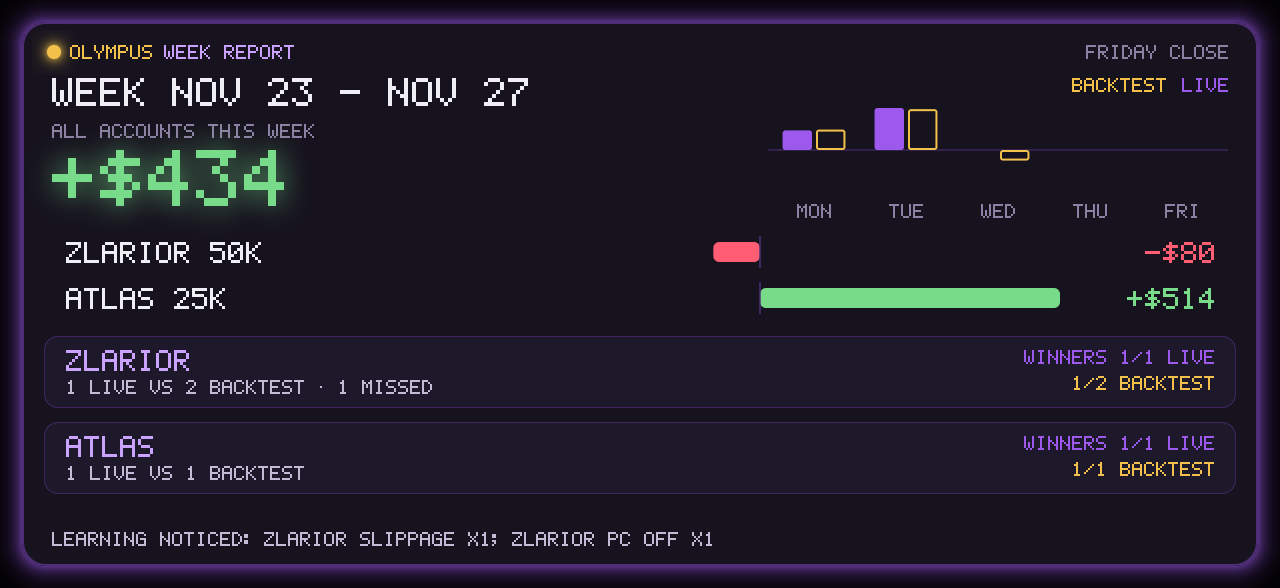 OLYMPUS WEEK REPORT
FRIDAY CLOSE
WEEK NOV 23 – NOV 27
BACKTEST LIVE
ALL ACCOUNTS THIS WEEK
+$434
MON TUE WED THU FRI
ZLARIOR 50K
-$80
ATLAS 25K
+$514
ZLARIOR
WINNERS 1/1 LIVE
1 LIVE VS 2 BACKTEST · 1 MISSED
1/2 BACKTEST
ATLAS
WINNERS 1/1 LIVE
1 LIVE VS 1 BACKTEST
1/1 BACKTEST
LEARNING NOTICED: ZLARIOR SLIPPAGE X1; ZLARIOR PC OFF X1